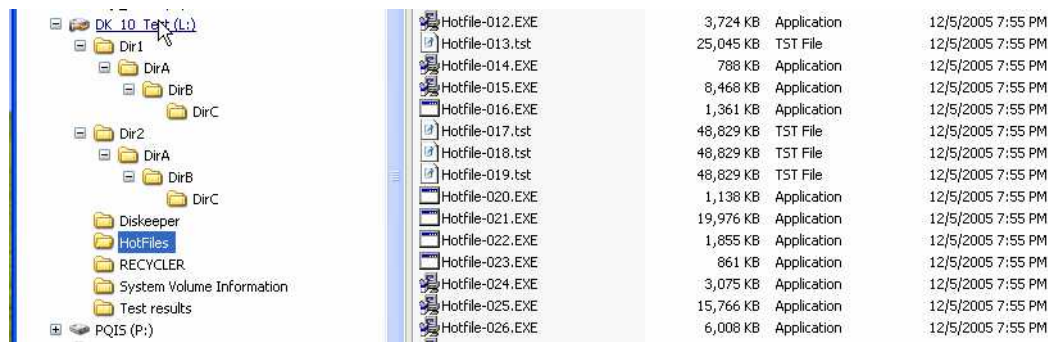 DK_10_Test (L:)
Dir1
DirA
DirB
DirC
Dir2
DirA
DirB
DirC
Diskeeper
HotFiles
RECYCLER
System Volume Information
Test results
PQIS (P:)
Hotfile-012.EXE 3,724 KB Application 12/5/2005 7:55 PM
Hotfile-013.tst 25,045 KB TST File 12/5/2005 7:55 PM
Hotfile-014.EXE 788 KB Application 12/5/2005 7:55 PM
Hotfile-015.EXE 8,468 KB Application 12/5/2005 7:55 PM
Hotfile-016.EXE 1,361 KB Application 12/5/2005 7:55 PM
Hotfile-017.tst 48,829 KB TST File 12/5/2005 7:55 PM
Hotfile-018.tst 48,829 KB TST File 12/5/2005 7:55 PM
Hotfile-019.tst 48,829 KB TST File 12/5/2005 7:55 PM
Hotfile-020.EXE 1,138 KB Application 12/5/2005 7:55 PM
Hotfile-021.EXE 19,976 KB Application 12/5/2005 7:55 PM
Hotfile-022.EXE 1,855 KB Application 12/5/2005 7:55 PM
Hotfile-023.EXE 861 KB Application 12/5/2005 7:55 PM
Hotfile-024.EXE 3,075 KB Application 12/5/2005 7:55 PM
Hotfile-025.EXE 15,766 KB Application 12/5/2005 7:55 PM
Hotfile-026.EXE 6,008 KB Application 12/5/2005 7:55 PM